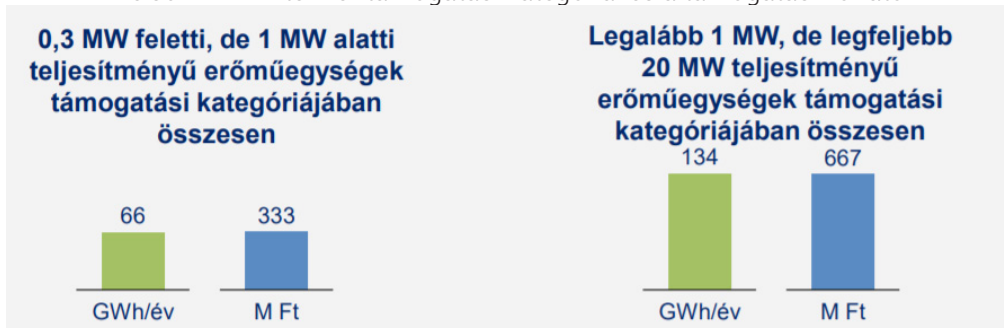 0,3 MW feletti, de 1 MW alatti
teljesítményű erőműegységek
támogatási kategóriájában
összesen
66
333
GWh/év
M Ft
Legalább 1 MW, de legfeljebb
20 MW teljesítményű
erőműegységek támogatási
kategóriájában összesen
134
667
GWh/év
M Ft